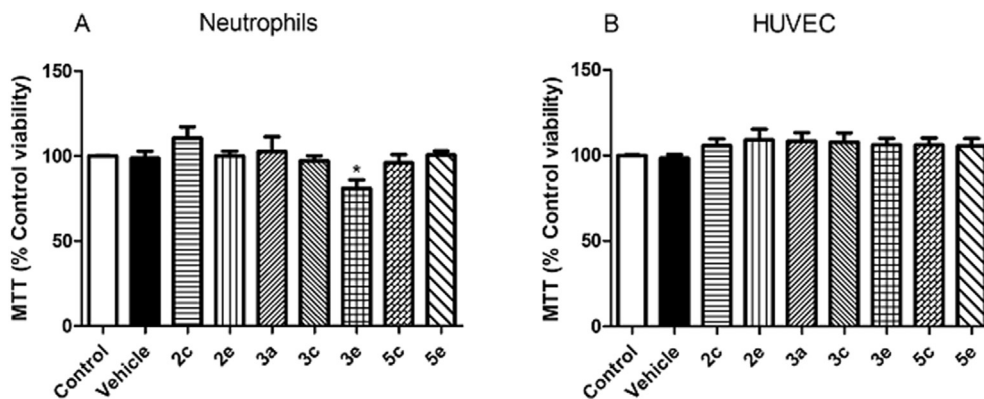 A Neutrophils
MTT (% Control viability)
150
100
50
0
*
Control
Vehicle
2c
2e
3a
3c
3e
5c
5e
B HUVEC
MTT (% Control viability)
150
100
50
0
Control
Vehicle
2c
2e
3a
3c
3e
5c
5e